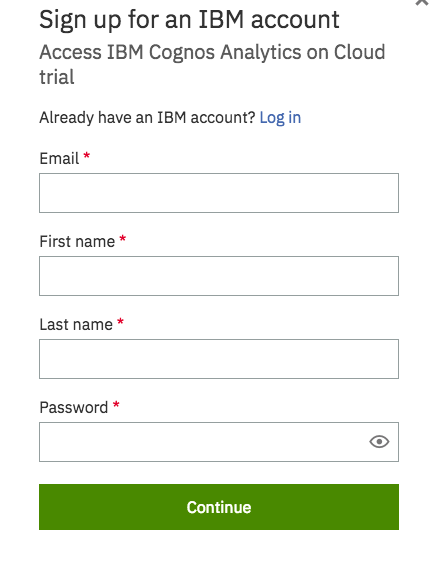 Sign up for an IBM account
Access IBM Cognos Analytics on Cloud
trial
Already have an IBM account? Log in
Email *
First name *
Last name *
Password *
Continue